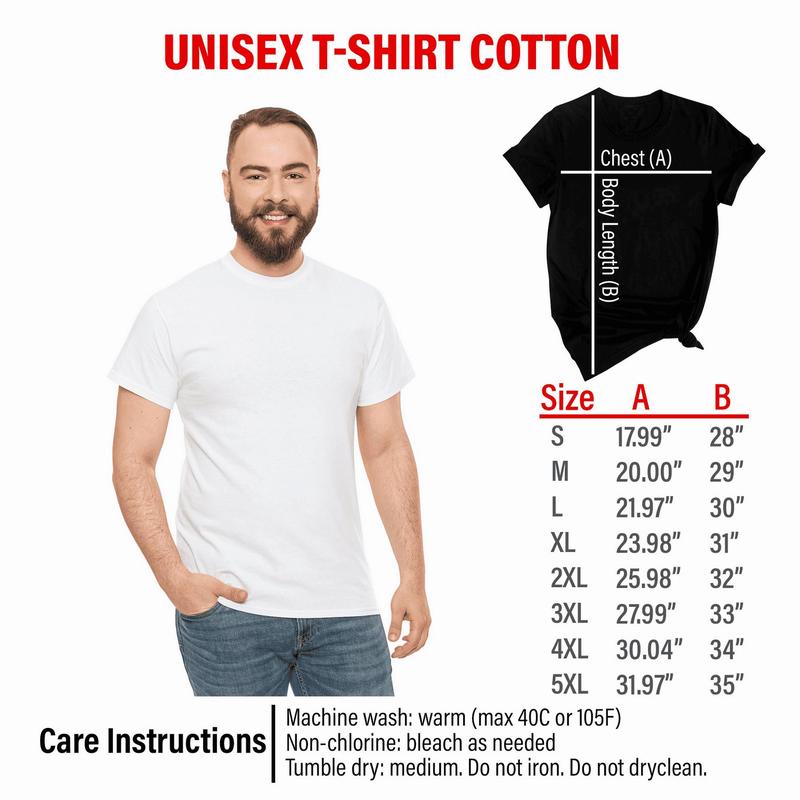 UNISEX T-SHIRT COTTON
Chest (A)
Body Length (B)
Size A B
S 17.99" 28"
M 20.00" 29"
L 21.97" 30"
XL 23.98" 31"
2XL 25.98" 32"
3XL 27.99" 33"
4XL 30.04" 34"
5XL 31.97" 35"
Care Instructions
Machine wash: warm (max 40C or 105F)
Non-chlorine: bleach as needed
Tumble dry: medium. Do not iron. Do not dryclean.